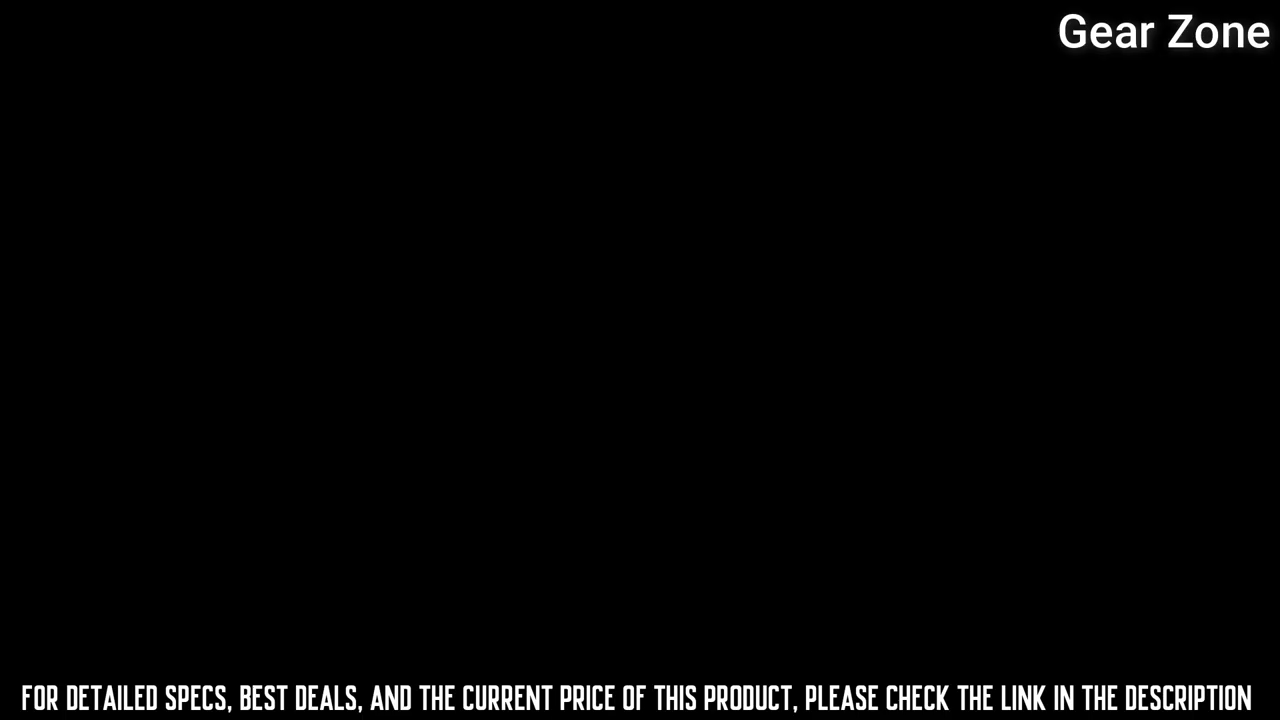 Gear Zone
FOR DETAILED SPECS, BEST DEALS, AND THE CURRENT PRICE OF THIS PRODUCT, PLEASE CHECK THE LINK IN THE DESCRIPTION